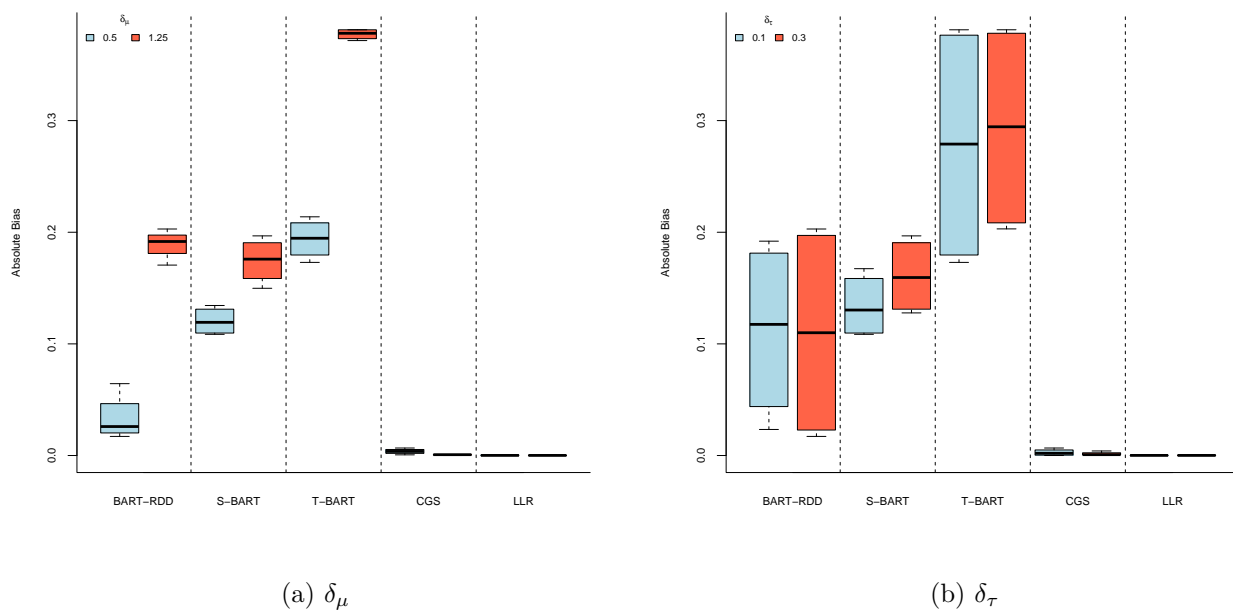 δμ
0.5 1.25
Absolute Bias
0.0 0.1 0.2 0.3
BART−RDD S−BART T−BART CGS LLR
(a) δμ
δτ
0.1 0.3
Absolute Bias
0.0 0.1 0.2 0.3
BART−RDD S−BART T−BART CGS LLR
(b) δτ